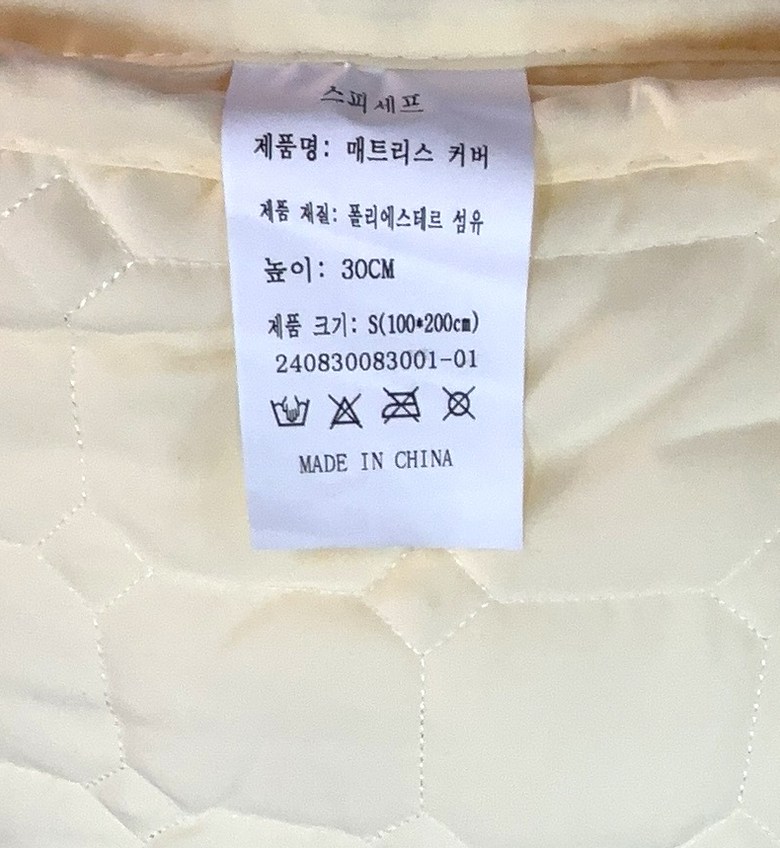 스피세프
제품명: 매트리스 커버
제품 재질: 폴리에스테르 섬유
높이: 30CM
제품 크기: S(100*200cm)
240830083001-01
MADE IN CHINA